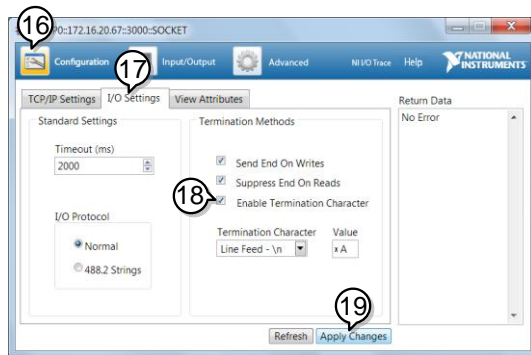 16
P0::172.16.20.67::3000::SOCKET
Configuration
Input/Output
Advanced
NI I/O Trace
Help
NATIONAL INSTRUMENTS
17
TCP/IP Settings
I/O Settings
View Attributes
Return Data
Standard Settings
Termination Methods
No Error
Timeout (ms)
2000
Send End On Writes
Suppress End On Reads
18
Enable Termination Character
I/O Protocol
Termination Character
Value
Normal
Line Feed - \n
x A
488.2 Strings
19
Refresh
Apply Changes